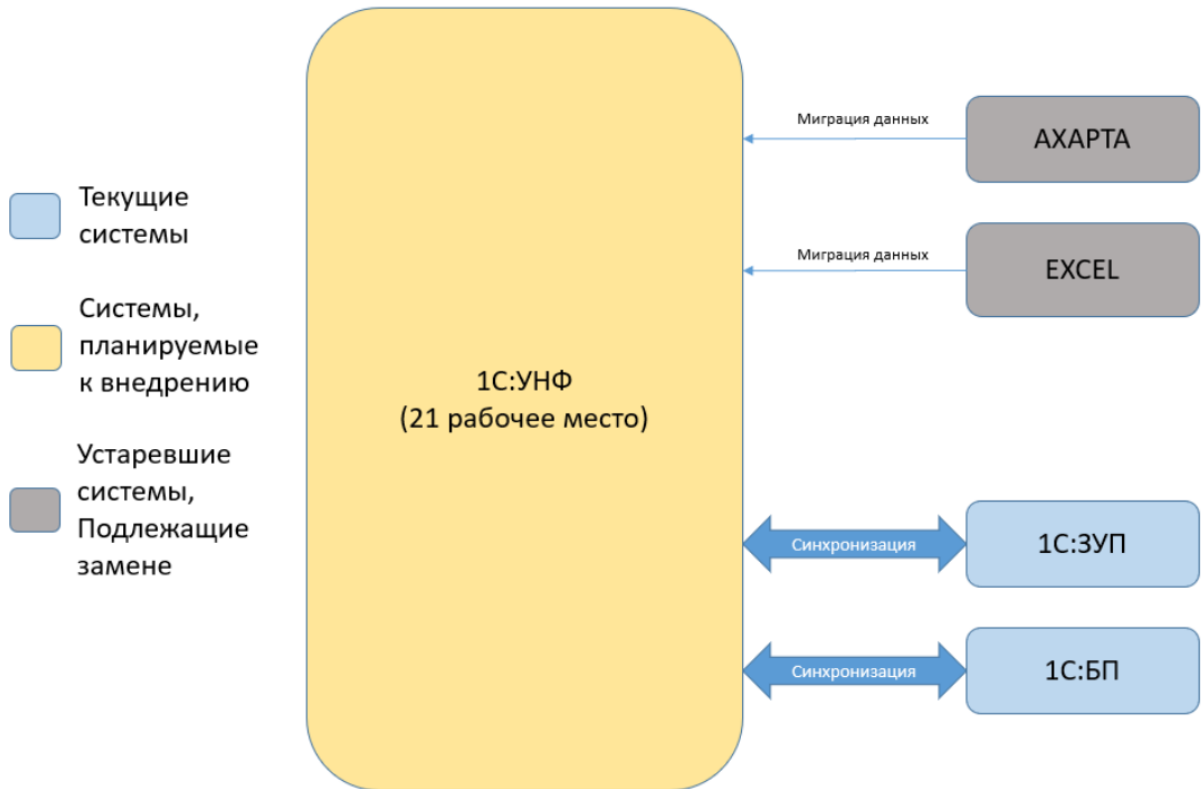 Текущие
системы
Системы,
планируемые
к внедрению
Устаревшие
системы,
Подлежащие
замене
1С:УНФ
(21 рабочее место)
Миграция данных
АХАРТА
Миграция данных
EXCEL
Синхронизация
1С:ЗУП
Синхронизация
1С:БП